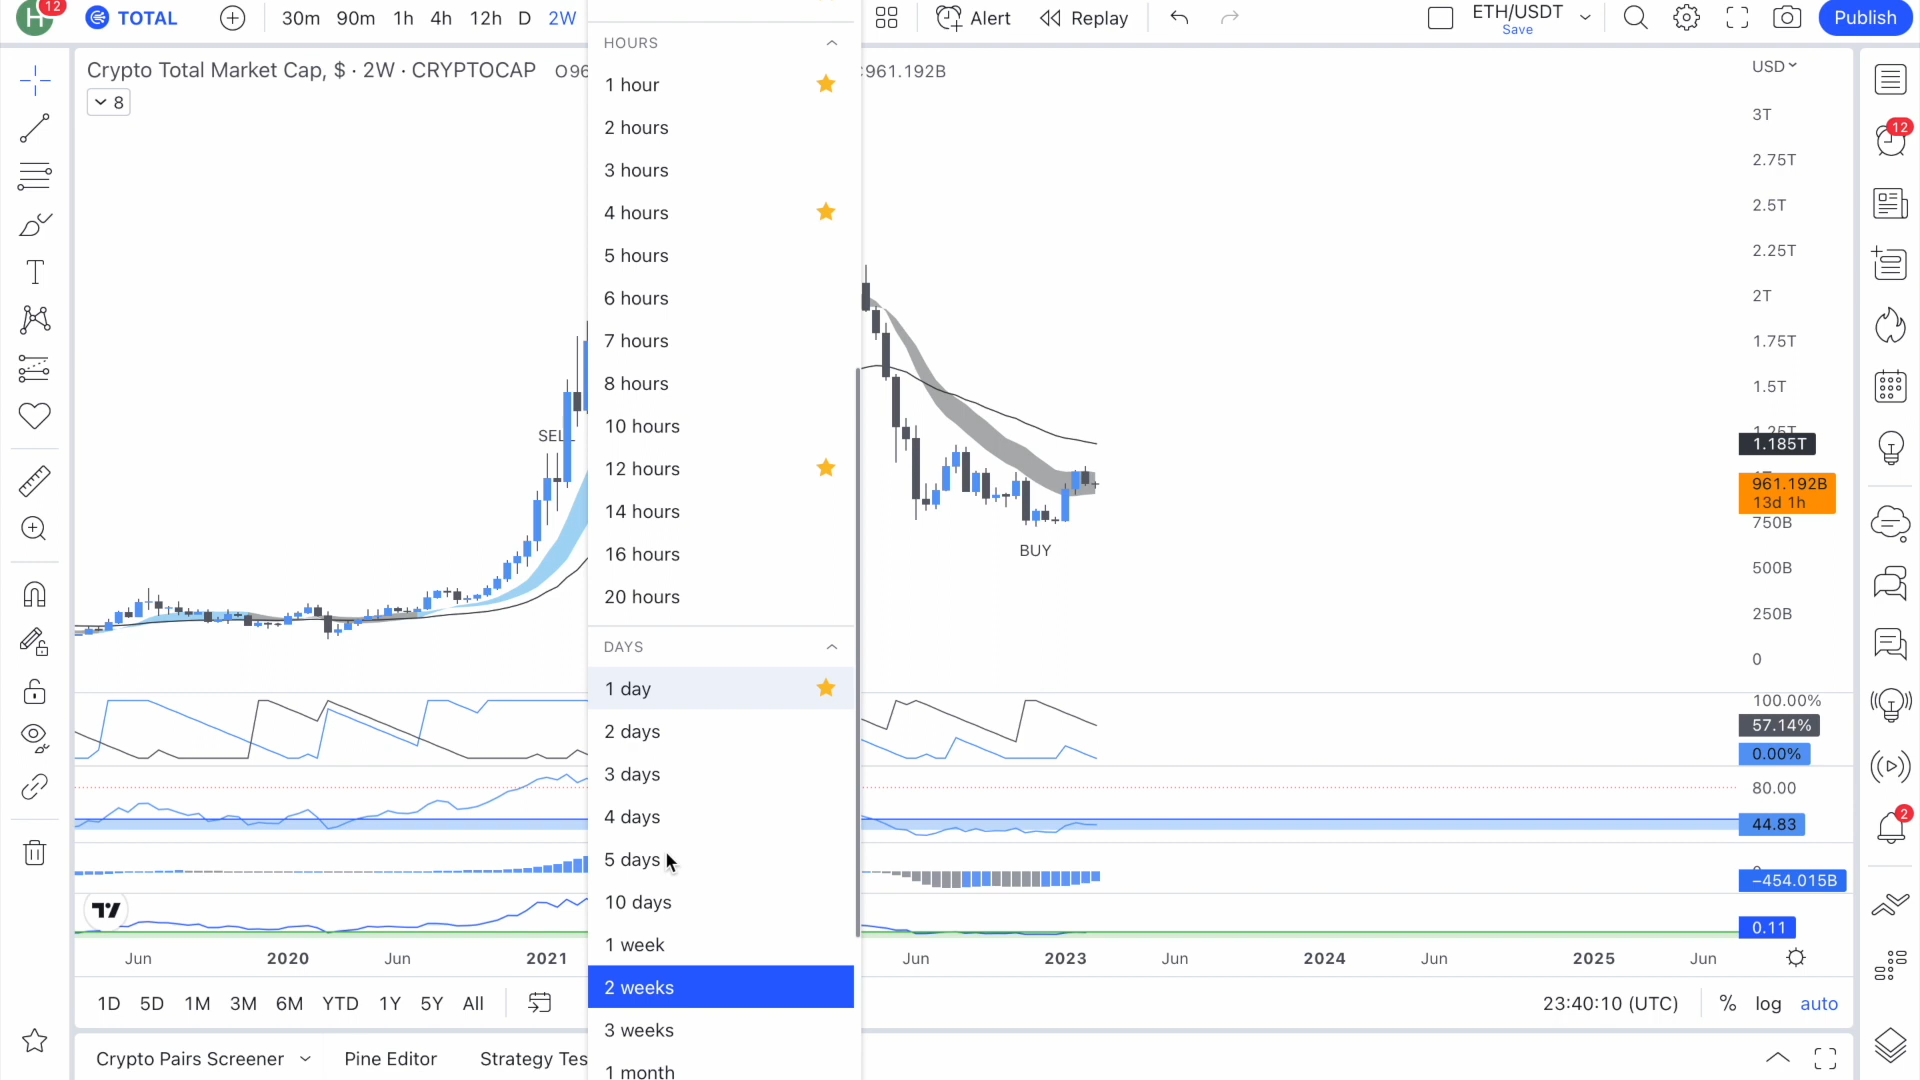 H 12 TOTAL 30m 90m 1h 4h 12h D 2W Alert Replay ETH/USDT Save Publish
Crypto Total Market Cap, $ · 2W · CRYPTOCAP O96 :961.192B USD
8
HOURS
1 hour
2 hours
3 hours
4 hours
5 hours
6 hours
7 hours
8 hours
10 hours
12 hours
14 hours
16 hours
20 hours
DAYS
1 day
2 days
3 days
4 days
5 days
10 days
1 week
2 weeks
3 weeks
1 month
SELL
BUY
3T
2.75T
2.5T
2.25T
2T
1.75T
1.5T
1.25T
1.185T
961.192B
13d 1h
750B
500B
250B
0
100.00%
57.14%
0.00%
80.00
44.83
−454.015B
0.11
12
2
Jun 2020 Jun 2021 Jun 2023 Jun 2024 Jun 2025 Jun
1D 5D 1M 3M 6M YTD 1Y 5Y All 23:40:10 (UTC) % log auto
Crypto Pairs Screener Pine Editor Strategy Tes